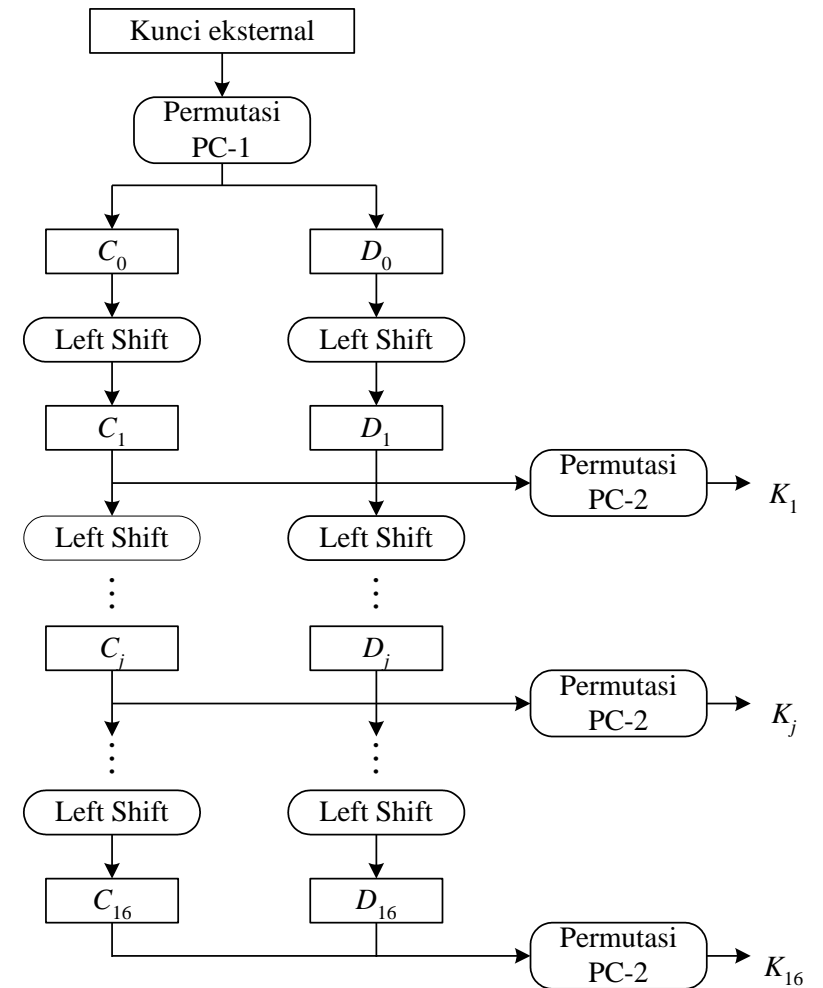 Kunci eksternal
Permutasi
PC-1
C0 D0
Left Shift Left Shift
C1 D1
Permutasi
PC-2
K1
Left Shift Left Shift
⋮ ⋮
Cj Dj
Permutasi
PC-2
Kj
⋮ ⋮
Left Shift Left Shift
C16 D16
Permutasi
PC-2
K16